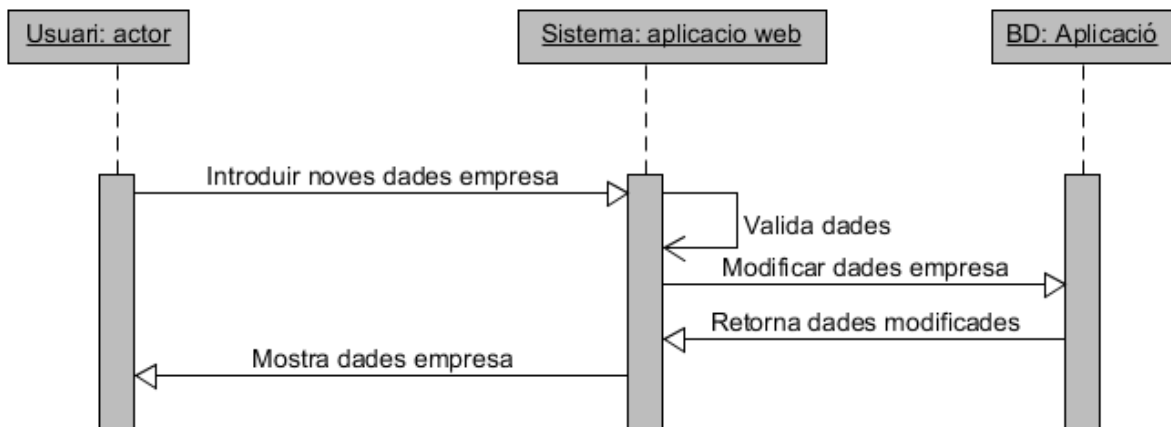 Usuari: actor
Sistema: aplicacio web
BD: Aplicació
Introduir noves dades empresa
Valida dades
Modificar dades empresa
Retorna dades modificades
Mostra dades empresa